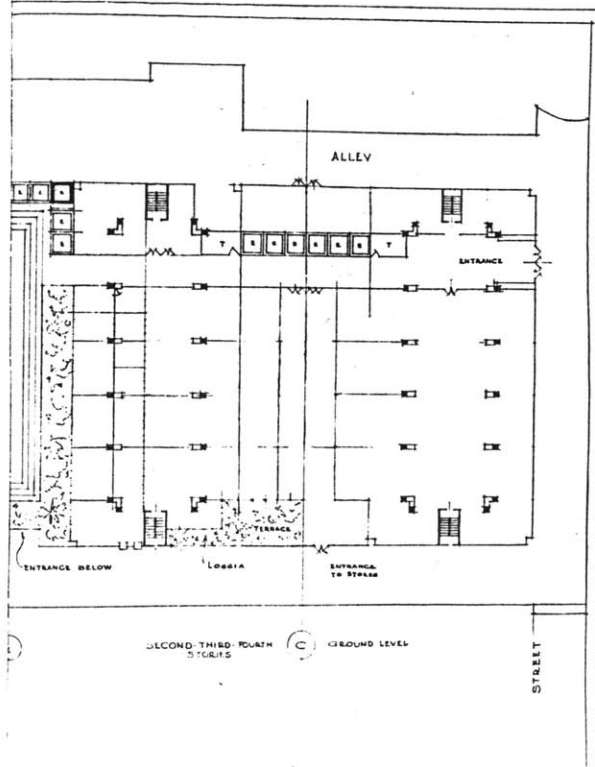 ALLEY
T
T
ENTRANCE
TERRACE
ENTRANCE BELOW
LOGGIA
ENTRANCE
TO STORES
SECOND-THIRD-FOURTH
STORIES
C
GROUND LEVEL
STREET